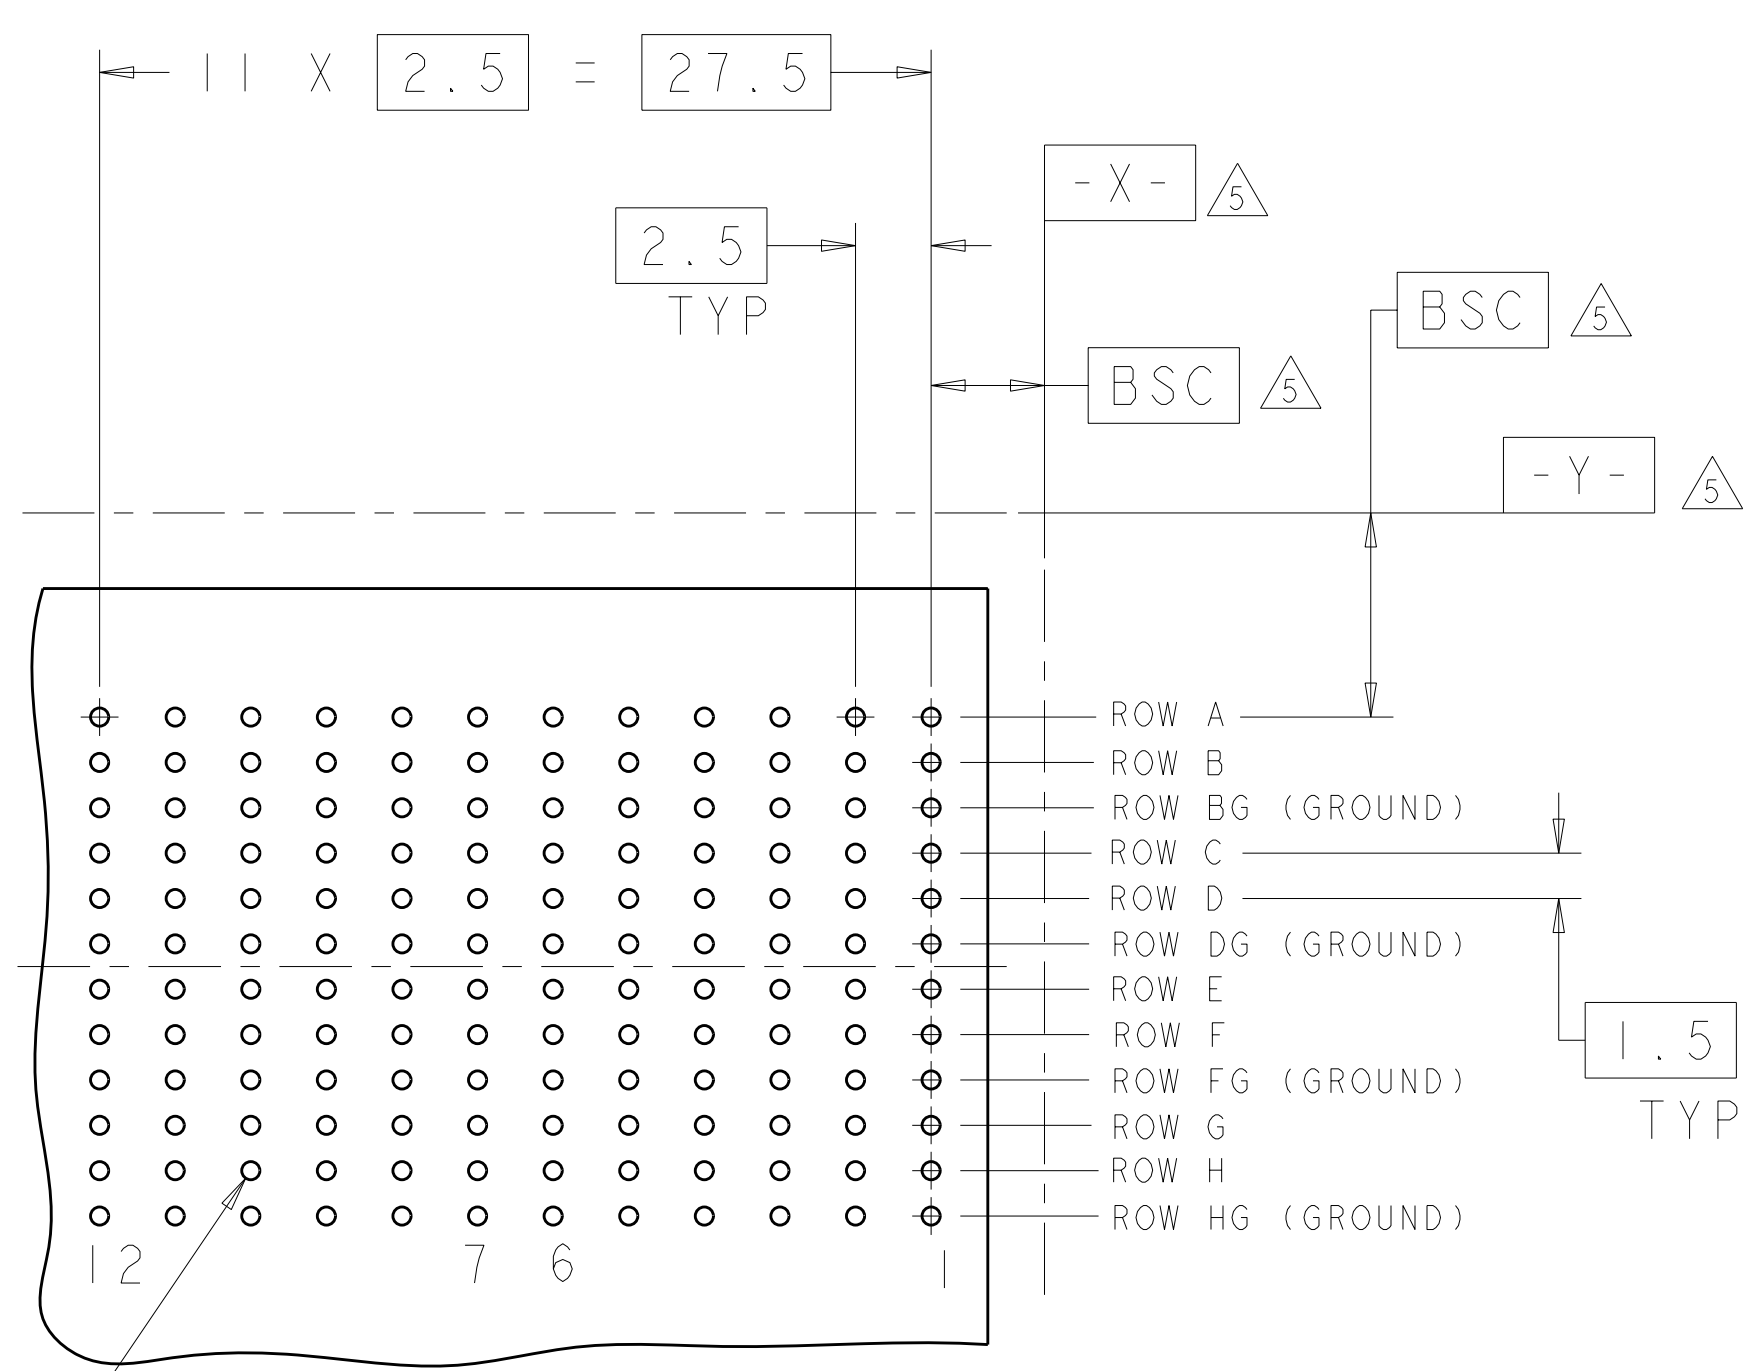 11 X 2.5 = 27.5
-X- 5
2.5
TYP
BSC 5
BSC 5
-Y- 5
ROW A
ROW B
ROW BG (GROUND)
ROW C
ROW D
ROW DG (GROUND)
ROW E
ROW F
1.5
TYP
ROW FG (GROUND)
ROW G
ROW H
ROW HG (GROUND)
12 7 6 1